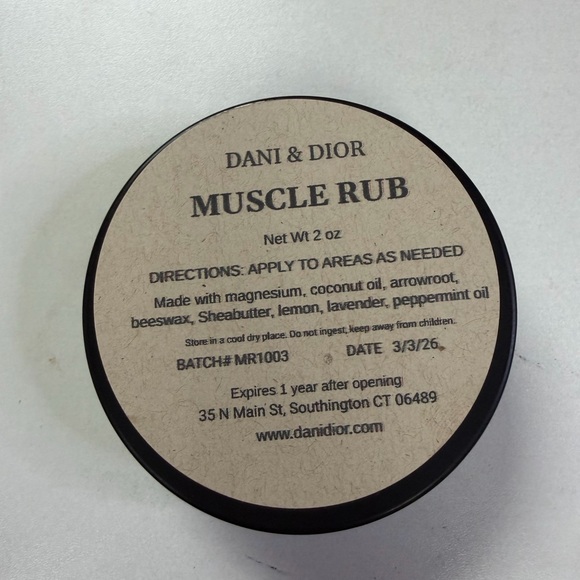 DANI & DIOR
MUSCLE RUB
Net Wt 2 oz
DIRECTIONS: APPLY TO AREAS AS NEEDED
Made with magnesium, coconut oil, arrowroot,
beeswax, Sheabutter, lemon, lavender, peppermint oil
Store in a cool dry place. Do not ingest, keep away from children.
BATCH# MR1003 DATE 3/3/26
Expires 1 year after opening
35 N Main St, Southington CT 06489
www.danidior.com